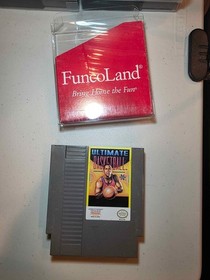 FuncoLand®
Bring Home the Fun®
ULTIMATE
BASKETBALL